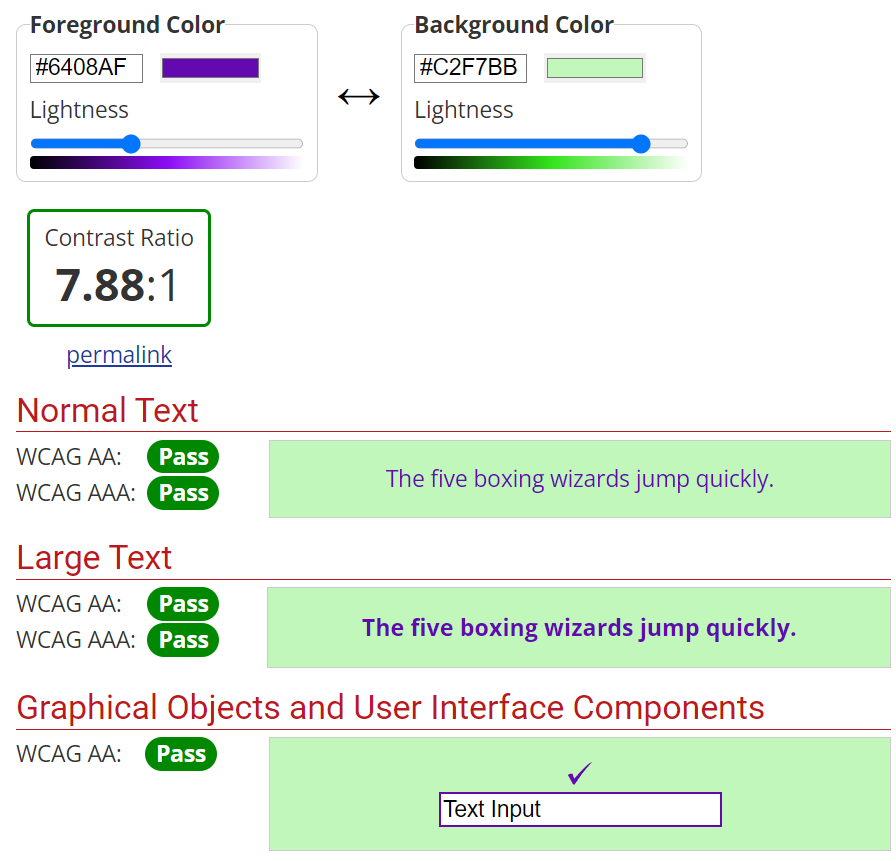 Foreground Color
Background Color
#6408AF
#C2F7BB
Lightness
Lightness
Contrast Ratio
7.88:1
permalink
Normal Text
WCAG AA: Pass
WCAG AAA: Pass
The five boxing wizards jump quickly.
Large Text
WCAG AA: Pass
WCAG AAA: Pass
The five boxing wizards jump quickly.
Graphical Objects and User Interface Components
WCAG AA: Pass
Text Input